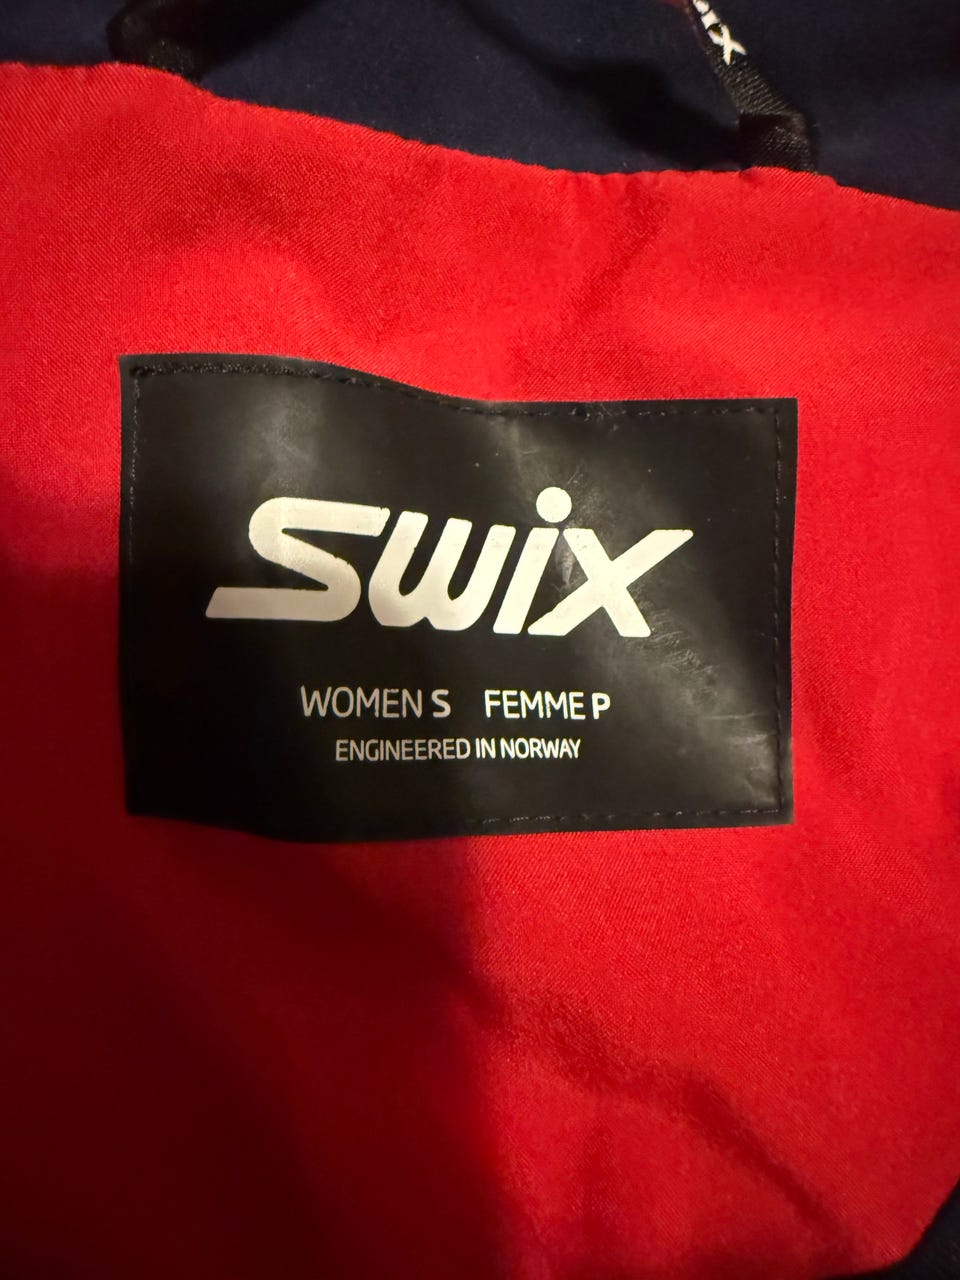 swix
WOMEN S FEMME P
ENGINEERED IN NORWAY